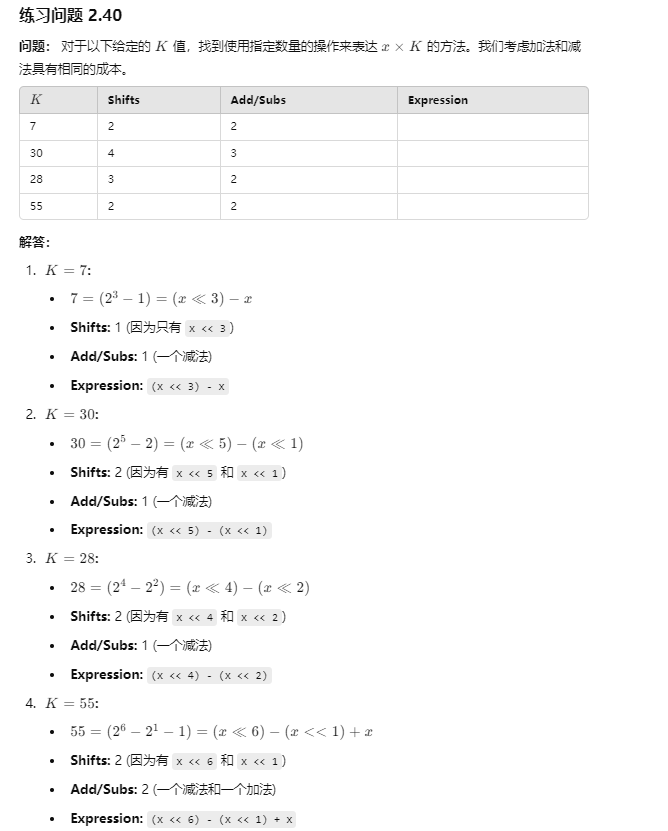 练习问题 2.40
问题： 对于以下给定的 K 值，找到使用指定数量的操作来表达 x × K 的方法。我们考虑加法和减
法具有相同的成本。
K Shifts Add/Subs Expression
7 2 2
30 4 3
28 3 2
55 2 2
解答：
1. K = 7:
• 7 = (2³ − 1) = (x ≪ 3) − x
• Shifts: 1 (因为只有 x << 3)
• Add/Subs: 1 (一个减法)
• Expression: (x << 3) - x
2. K = 30:
• 30 = (2⁵ − 2) = (x ≪ 5) − (x ≪ 1)
• Shifts: 2 (因为有 x << 5 和 x << 1)
• Add/Subs: 1 (一个减法)
• Expression: (x << 5) - (x << 1)
3. K = 28:
• 28 = (2⁴ − 2²) = (x ≪ 4) − (x ≪ 2)
• Shifts: 2 (因为有 x << 4 和 x << 2)
• Add/Subs: 1 (一个减法)
• Expression: (x << 4) - (x << 2)
4. K = 55:
• 55 = (2⁶ − 2¹ − 1) = (x ≪ 6) − (x << 1) + x
• Shifts: 2 (因为有 x << 6 和 x << 1)
• Add/Subs: 2 (一个减法和一个加法)
• Expression: (x << 6) - (x << 1) + x